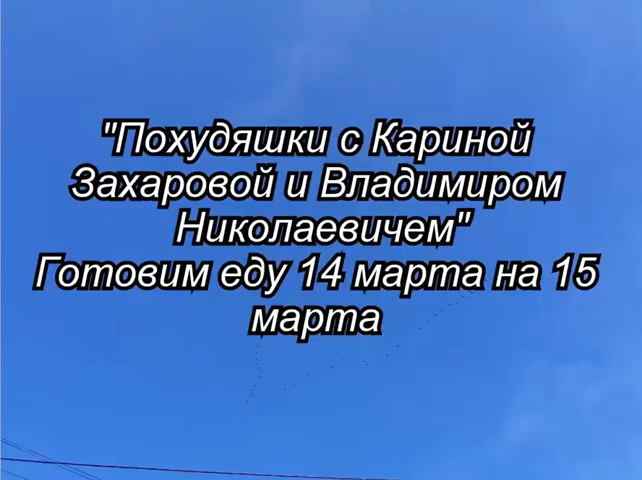 "Похудяшки с Кариной
Захаровой и Владимиром
Николаевичем"
Готовим еду 14 марта на 15
марта